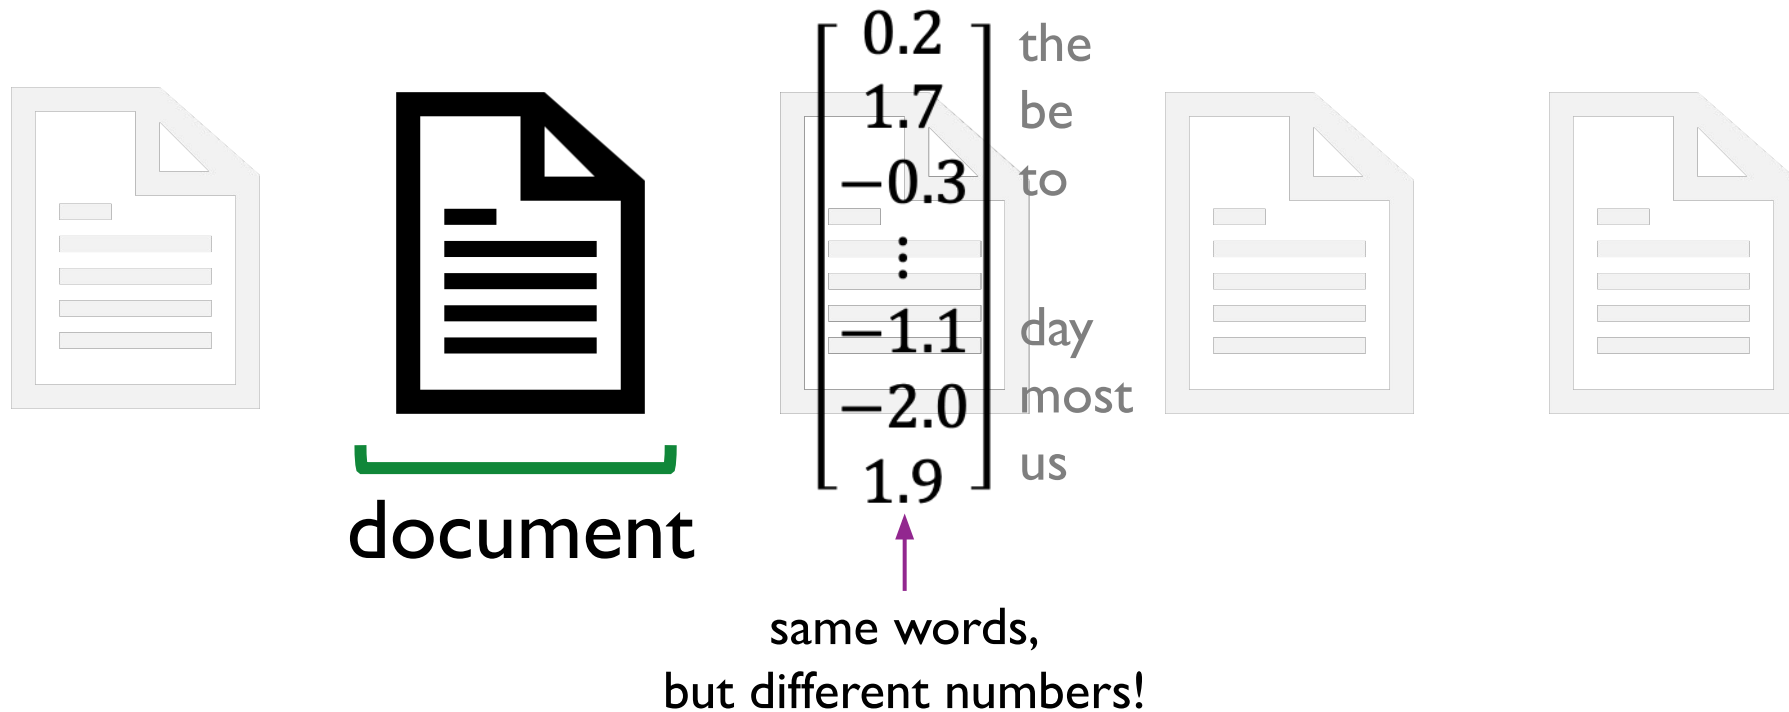 0.2 the
1.7 be
−0.3 to
⋮
−1.1 day
−2.0 most
1.9 us
document
same words,
but different numbers!